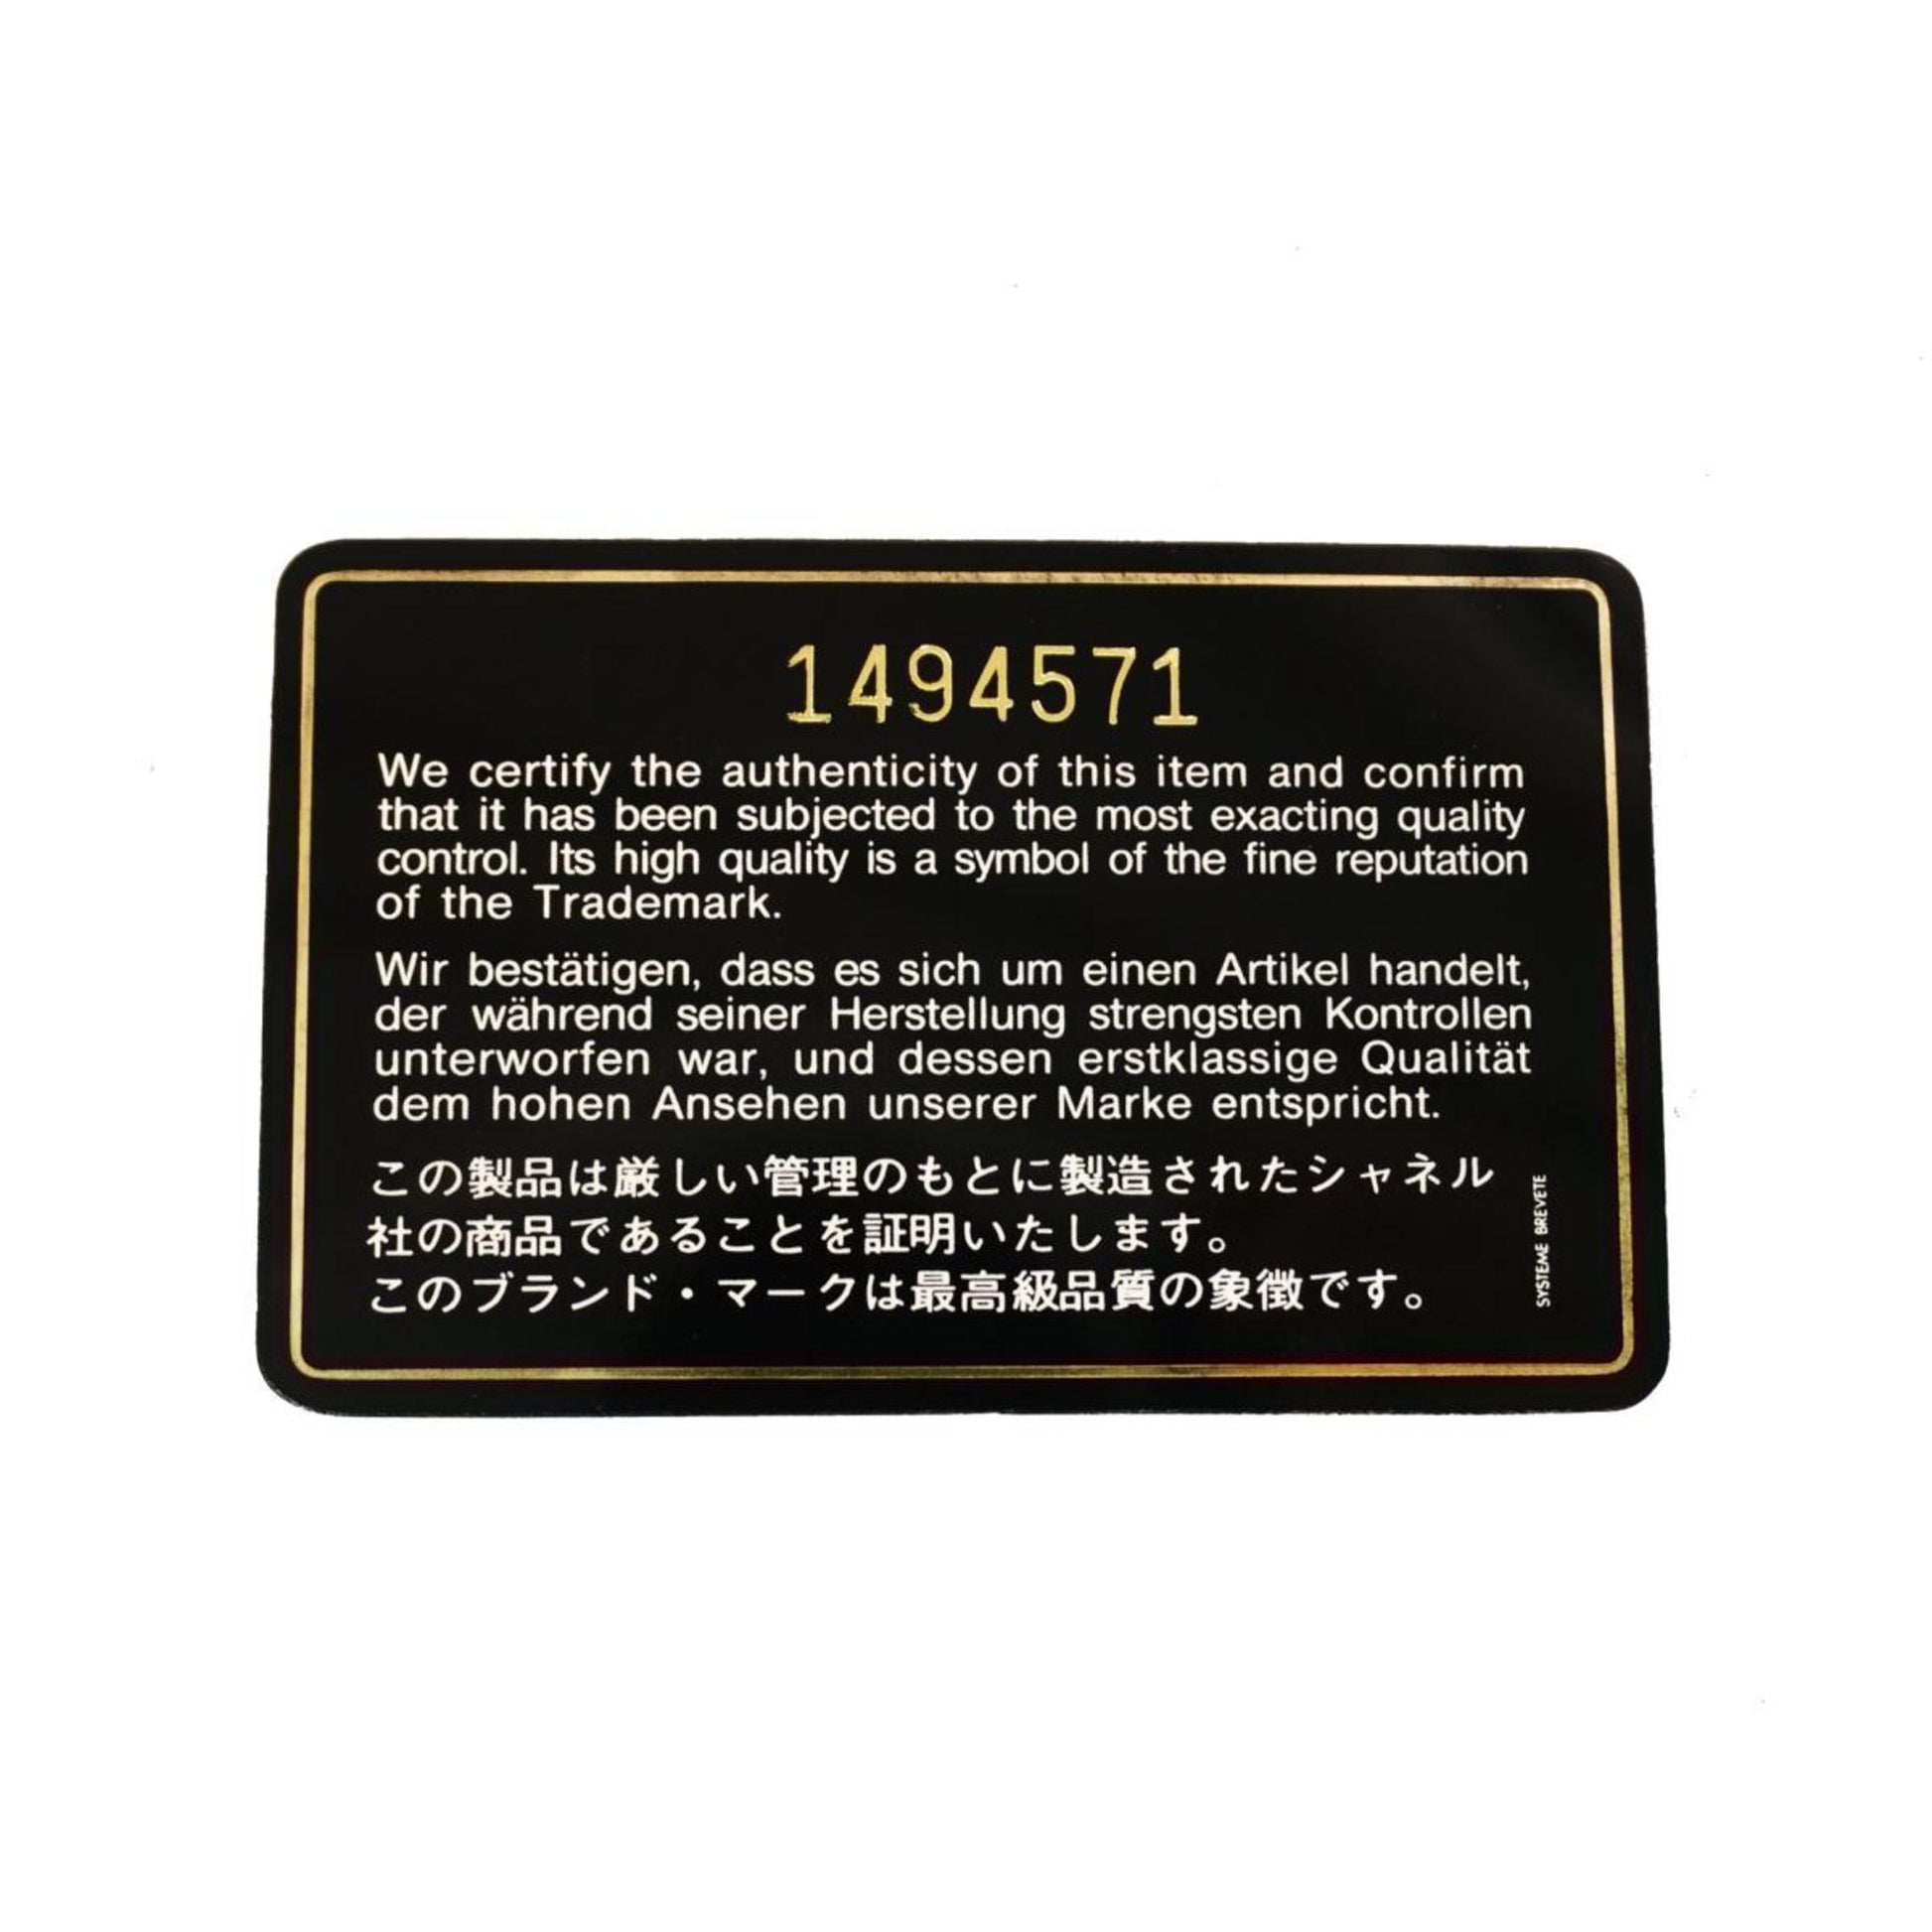 1494571
We certify the authenticity of this item and confirm
that it has been subjected to the most exacting quality
control. Its high quality is a symbol of the fine reputation
of the Trademark.
Wir bestätigen, dass es sich um einen Artikel handelt,
der während seiner Herstellung strengsten Kontrollen
unterworfen war, und dessen erstklassige Qualität
dem hohen Ansehen unserer Marke entspricht.
この製品は厳しい管理のもとに製造されたシャネル
社の商品であることを証明いたします。
このブランド・マークは最高級品質の象徴です。
SYSTEME BREVETE